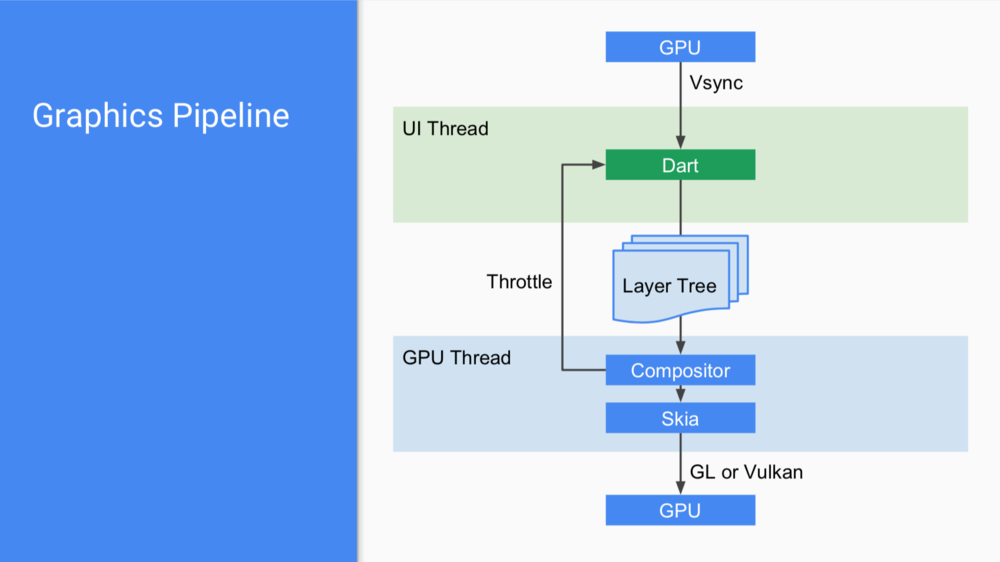 Graphics Pipeline
GPU
Vsync
UI Thread
Dart
Throttle
Layer Tree
GPU Thread
Compositor
Skia
GL or Vulkan
GPU